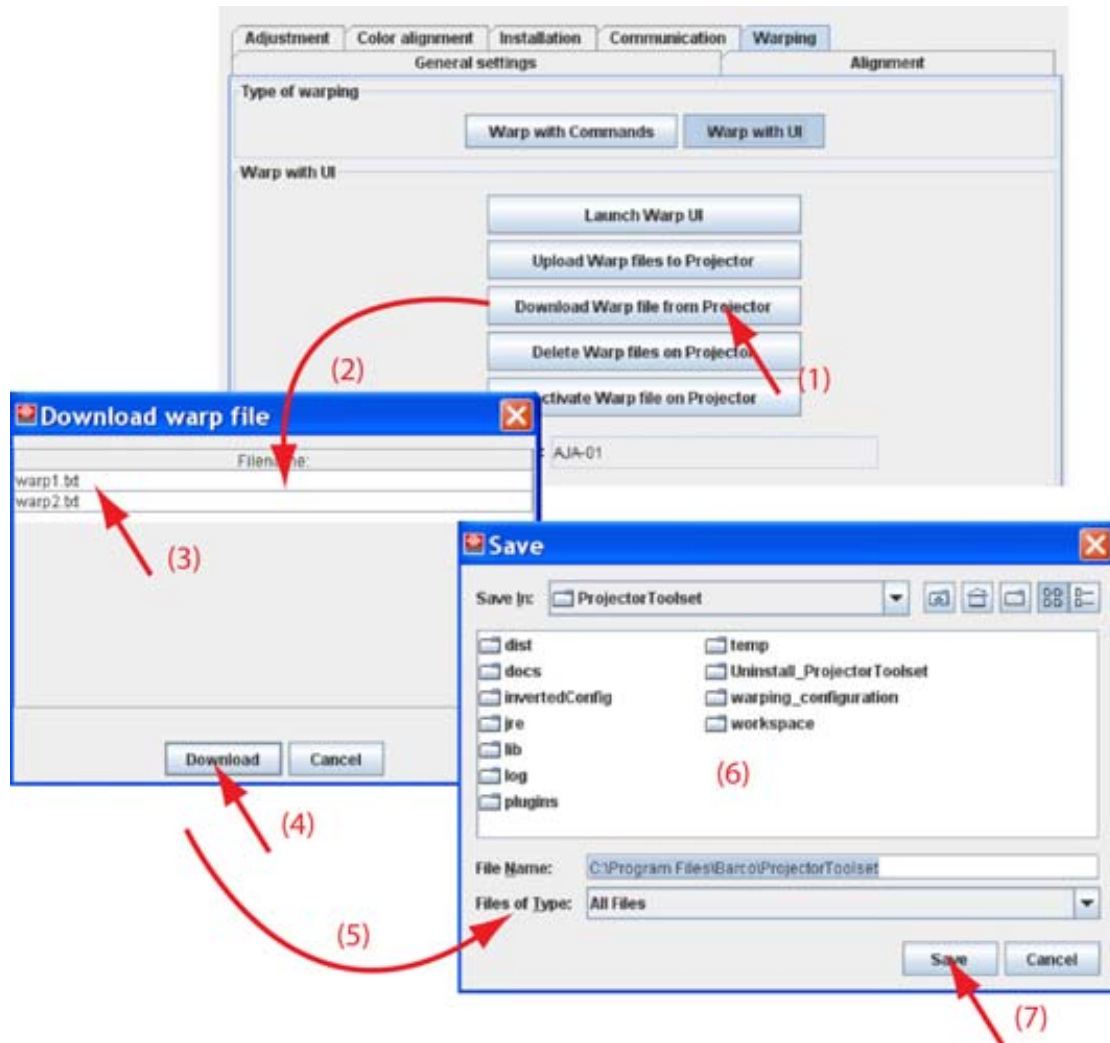 Adjustment Color alignment Installation Communication Warping
General settings Alignment
Type of warping
Warp with Commands Warp with UI
Warp with UI
Launch Warp UI
Upload Warp files to Projector
Download Warp file from Projector
(1)
Delete Warp files on Projector
(2)
ctivate Warp file on Projector
: AJA-01
Download warp file
Filename:
warp1.txt
warp2.txt
(3)
Download Cancel
(4)
(5)
Save
Save In: ProjectorToolset
dist temp
docs Uninstall_ProjectorToolset
invertedConfig warping_configuration
jre workspace
lib
log
plugins
(6)
File Name: C:\Program Files\Barco\ProjectorToolset
Files of Type: All Files
Save Cancel
(7)